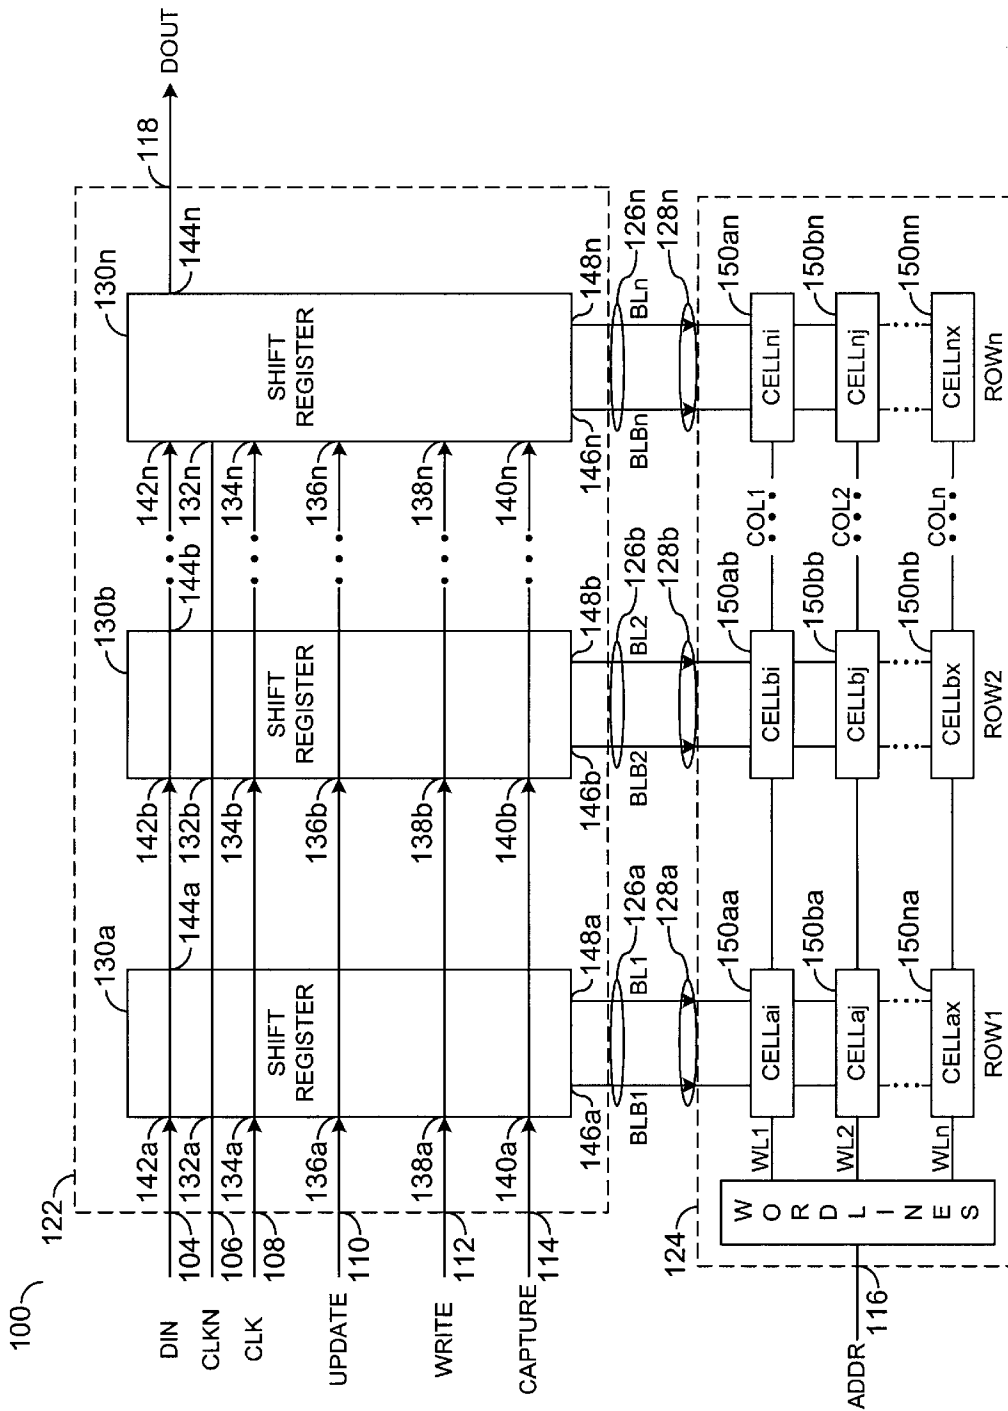 100
122
118
DOUT
130a
130b
130n
DIN
104
142a
144a
142b
144b
142n
144n
CLKN
106
132a
132b
132n
CLK
108
134a
134b
134n
SHIFT
REGISTER
SHIFT
REGISTER
SHIFT
REGISTER
UPDATE
110
136a
136b
136n
WRITE
112
138a
138b
138n
CAPTURE
114
140a
140b
140n
146a
148a
146b
148b
146n
148n
BLB1
BL1
126a
128a
BLB2
BL2
126b
128b
BLBn
BLn
126n
128n
124
ADDR
116
WORDLINES
WL1
CELLai
150aa
CELLbi
150ab
COL1
CELLni
150an
WL2
CELLaj
150ba
CELLbj
150bb
COL2
CELLnj
150bn
WLn
CELLax
150na
CELLbx
150nb
COLn
CELLnx
150nn
ROW1
ROW2
ROWn